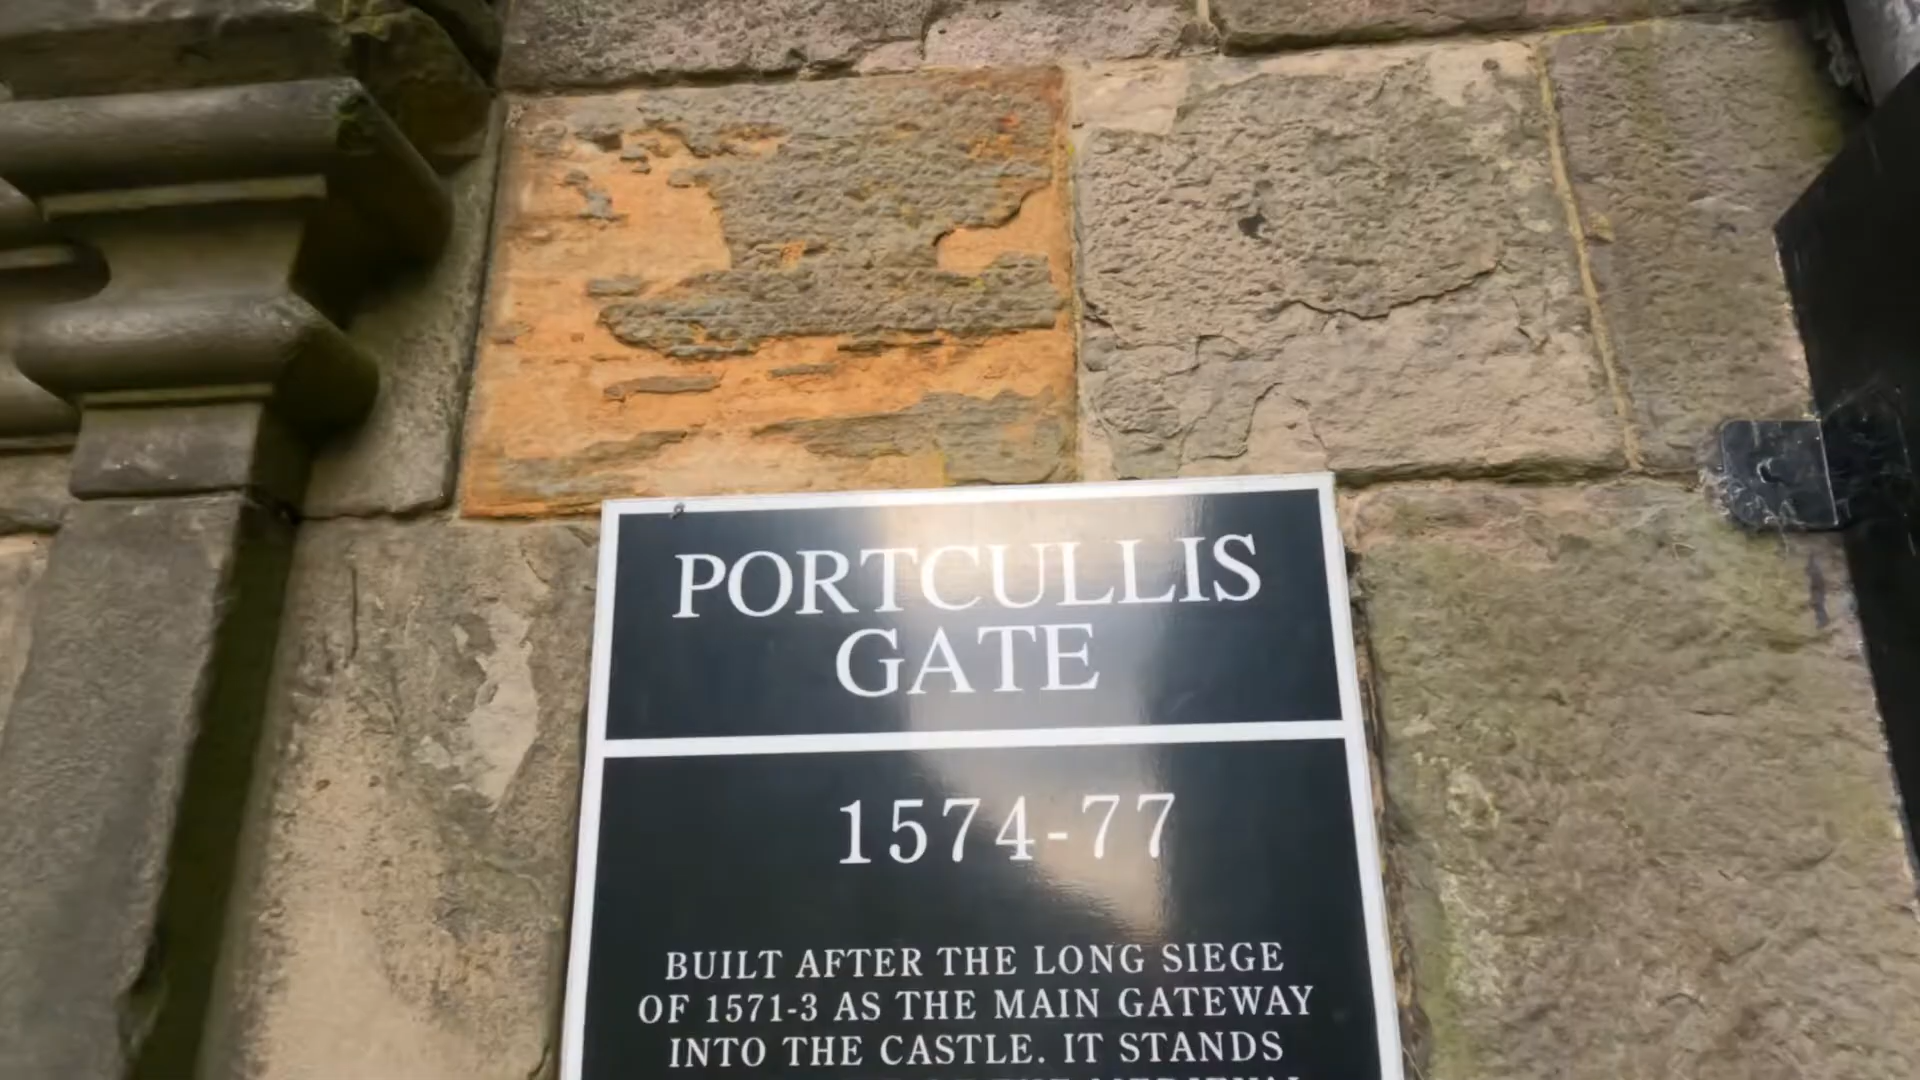 PORTCULLIS
GATE
1574-77
BUILT AFTER THE LONG SIEGE
OF 1571-3 AS THE MAIN GATEWAY
INTO THE CASTLE. IT STANDS